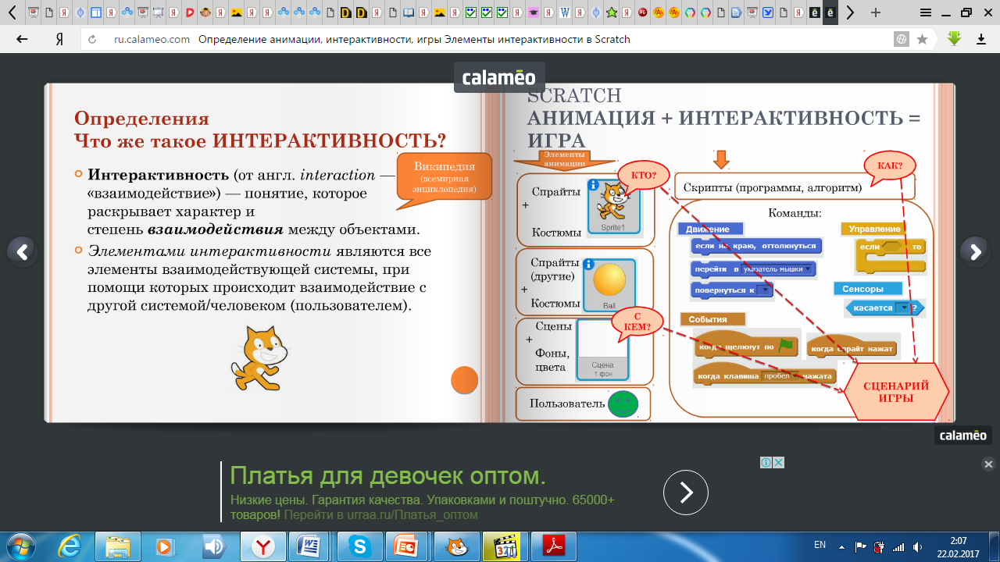 ru.calameo.com Определение анимации, интерактивности, игры Элементы интерактивности в Scratch
calamēo
Определения
Что же такое ИНТЕРАКТИВНОСТЬ?
Википедия
(всемирная
энциклопедия)
Интерактивность (от англ. interaction —
«взаимодействие») — понятие, которое
раскрывает характер и
степень взаимодействия между объектами.
Элементами интерактивности являются все
элементы взаимодействующей системы, при
помощи которых происходит взаимодействие с
другой системой/человеком (пользователем).
SCRATCH
АНИМАЦИЯ + ИНТЕРАКТИВНОСТЬ =
ИГРА
Элементы
анимации
КТО?
КАК?
Спрайты
+
Костюмы
Sprite1
Спрайты
(другие)
+
Костюмы
Ball
С
КЕМ?
Сцены
+
Фоны,
цвета
Сцена
1 фон
Пользователь
Скрипты (программы, алгоритм)
Команды:
Движение
если на краю, оттолкнуться
перейти в указатель мышки
повернуться к
Управление
если то
Сенсоры
касается ?
События
когда щелкнут по
когда спрайт нажат
когда клавиша пробел нажата
СЦЕНАРИЙ
ИГРЫ
calamēo
Платья для девочек оптом.
Низкие цены. Гарантия качества. Упаковками и поштучно. 65000+
товаров! Перейти в urraa.ru/Платья_оптом
EN
2:07
22.02.2017